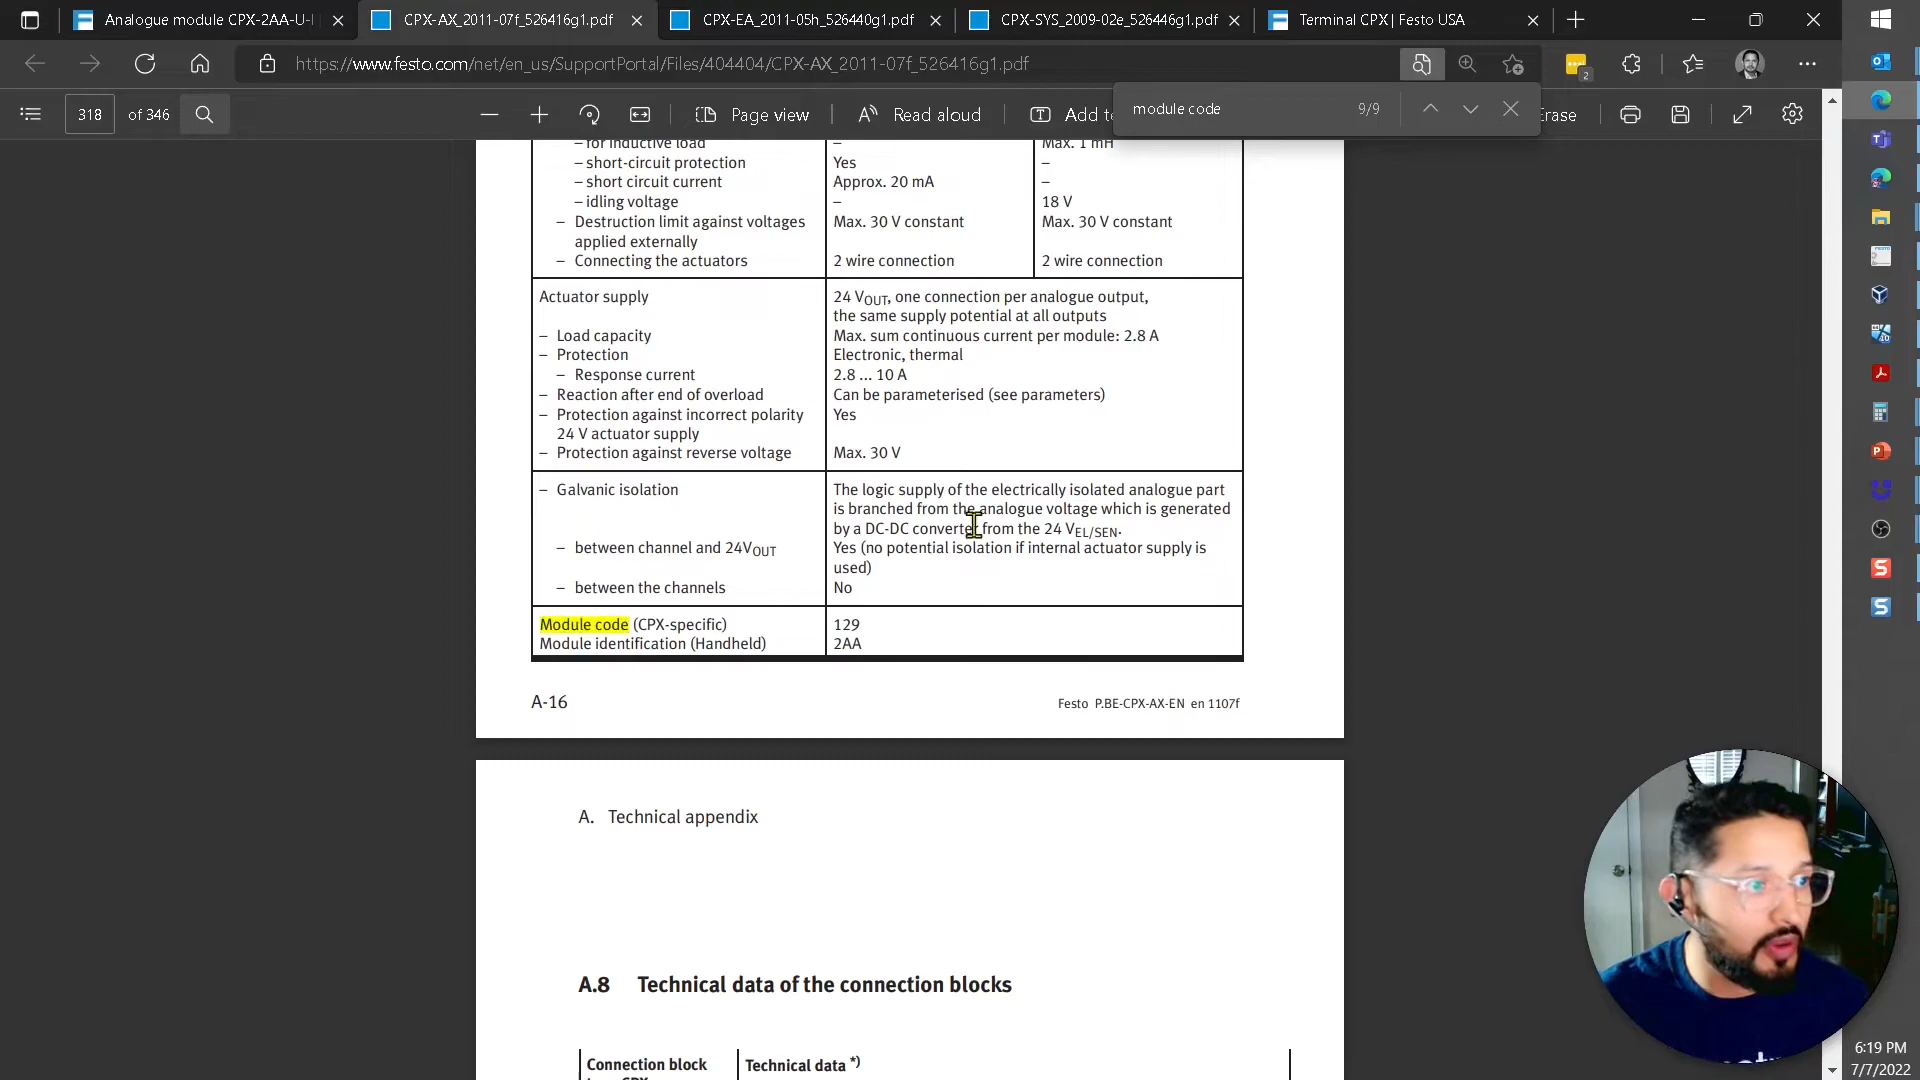 Analogue module CPX-2AA-U-I
CPX-AX_2011-07f_526416g1.pdf
CPX-EA_2011-05h_526440g1.pdf
CPX-SYS_2009-02e_526446g1.pdf
Terminal CPX | Festo USA
https://www.festo.com/net/en_us/SupportPortal/Files/404404/CPX-AX_2011-07f_526416g1.pdf
2
318 of 346
Page view
Read aloud
Add te
module code 9/9
Erase
– for inductive load – Max. 1 mH
– short-circuit protection Yes –
– short circuit current Approx. 20 mA –
– idling voltage – 18 V
– Destruction limit against voltages Max. 30 V constant Max. 30 V constant
applied externally
– Connecting the actuators 2 wire connection 2 wire connection
Actuator supply 24 VOUT, one connection per analogue output,
the same supply potential at all outputs
– Load capacity Max. sum continuous current per module: 2.8 A
– Protection Electronic, thermal
– Response current 2.8 ... 10 A
– Reaction after end of overload Can be parameterised (see parameters)
– Protection against incorrect polarity Yes
24 V actuator supply
– Protection against reverse voltage Max. 30 V
– Galvanic isolation The logic supply of the electrically isolated analogue part
is branched from the analogue voltage which is generated
by a DC-DC converter from the 24 VEL/SEN.
– between channel and 24VOUT Yes (no potential isolation if internal actuator supply is
used)
– between the channels No
Module code (CPX-specific) 129
Module identification (Handheld) 2AA
A-16 Festo P.BE-CPX-AX-EN en 1107f
A. Technical appendix
A.8 Technical data of the connection blocks
Connection block Technical data *)
6:19 PM
7/7/2022